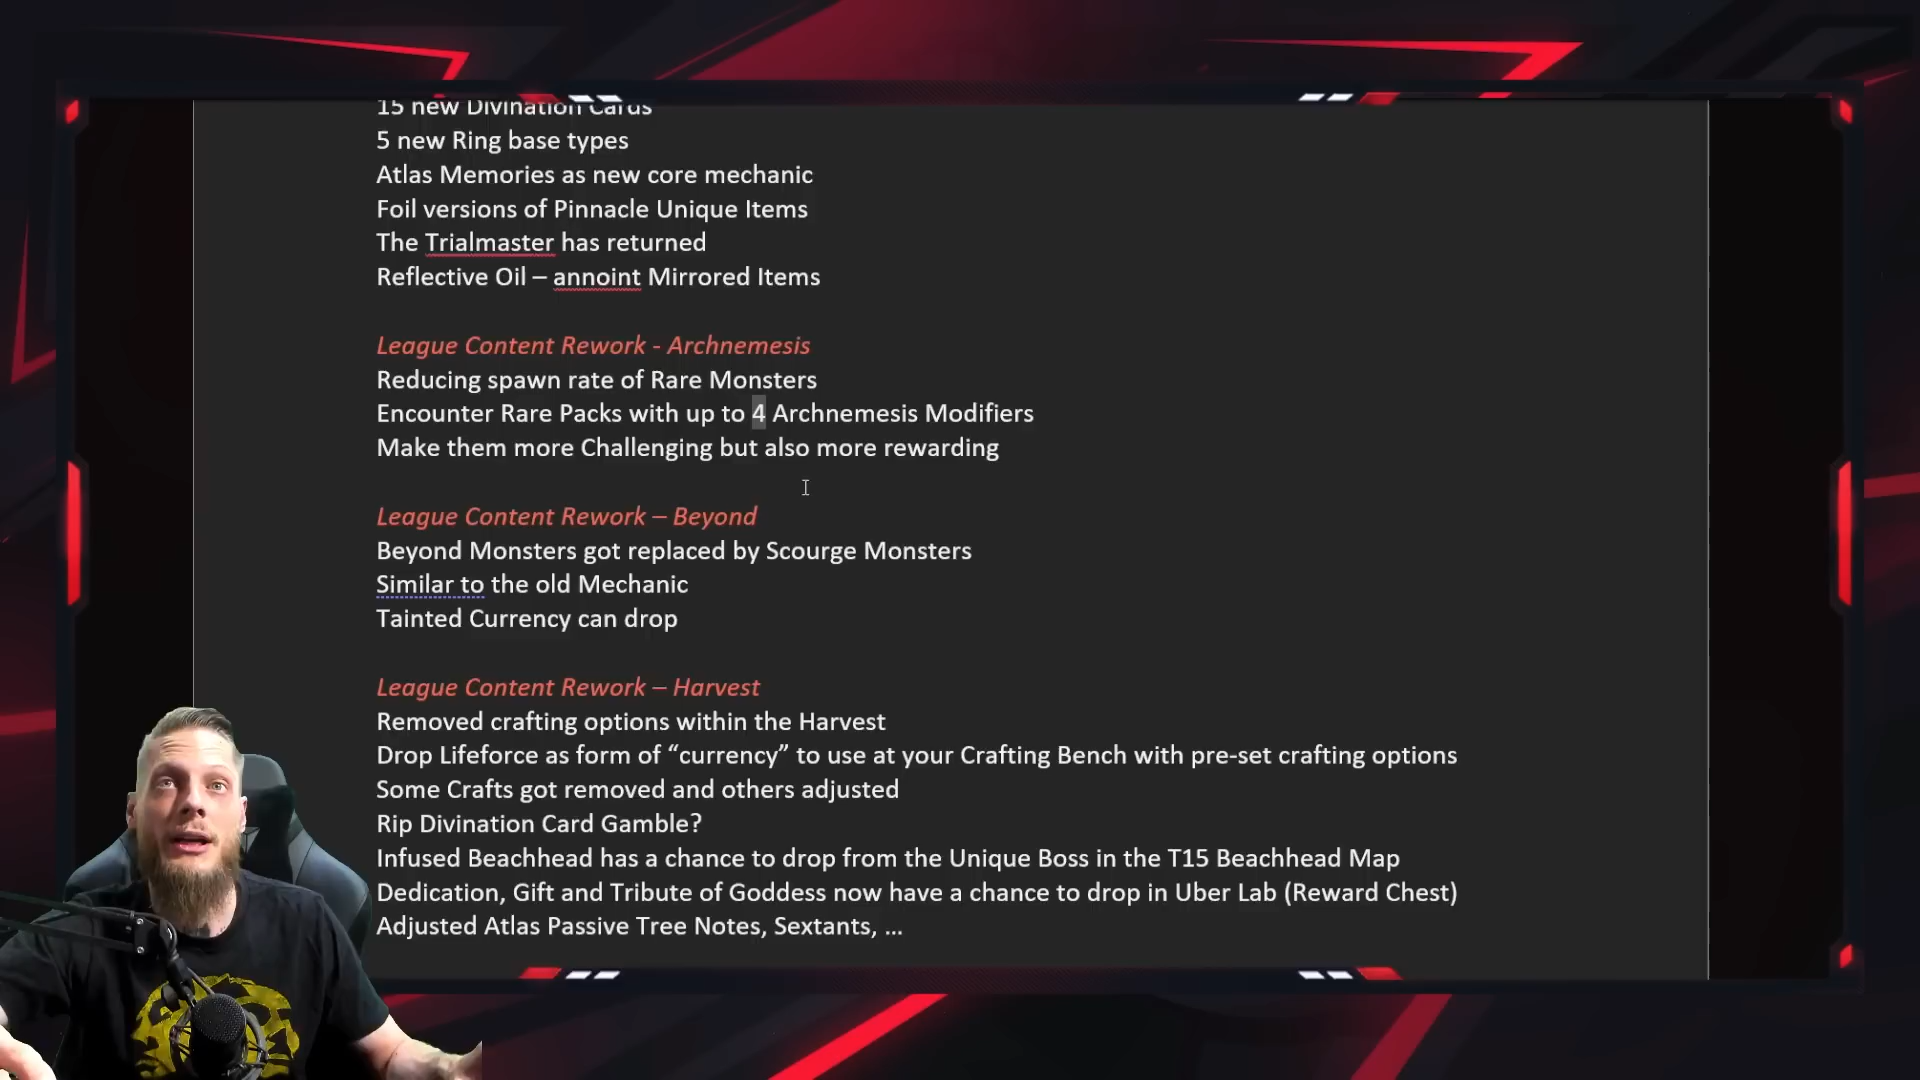 15 new Divination Cards
5 new Ring base types
Atlas Memories as new core mechanic
Foil versions of Pinnacle Unique Items
The Trialmaster has returned
Reflective Oil – annoint Mirrored Items
League Content Rework - Archnemesis
Reducing spawn rate of Rare Monsters
Encounter Rare Packs with up to 4 Archnemesis Modifiers
Make them more Challenging but also more rewarding
League Content Rework – Beyond
Beyond Monsters got replaced by Scourge Monsters
Similar to the old Mechanic
Tainted Currency can drop
League Content Rework – Harvest
Removed crafting options within the Harvest
Drop Lifeforce as form of “currency” to use at your Crafting Bench with pre-set crafting options
Some Crafts got removed and others adjusted
Rip Divination Card Gamble?
Infused Beachhead has a chance to drop from the Unique Boss in the T15 Beachhead Map
Dedication, Gift and Tribute of Goddess now have a chance to drop in Uber Lab (Reward Chest)
Adjusted Atlas Passive Tree Notes, Sextants, ...